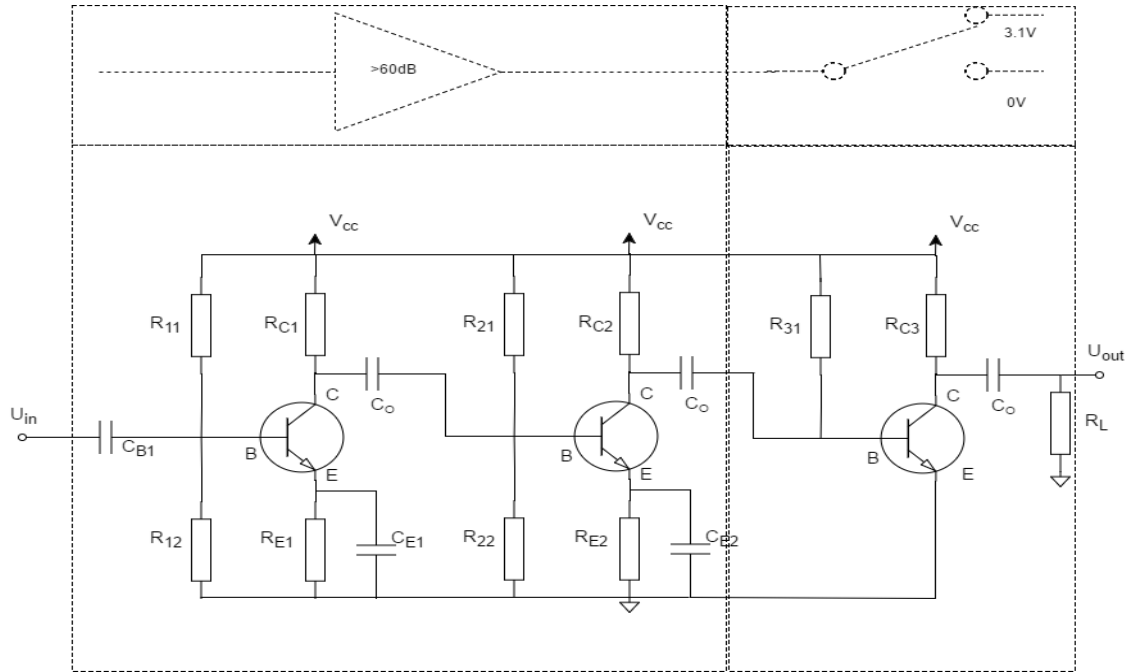 >60dB
3.1V
0V
Vcc
Vcc
Vcc
R11
RC1
R21
RC2
R31
RC3
Uout
C
C
C
CO
CO
CO
Uin
RL
CB1
B
B
B
E
E
E
R12
RE1
CE1
R22
RE2
CE2